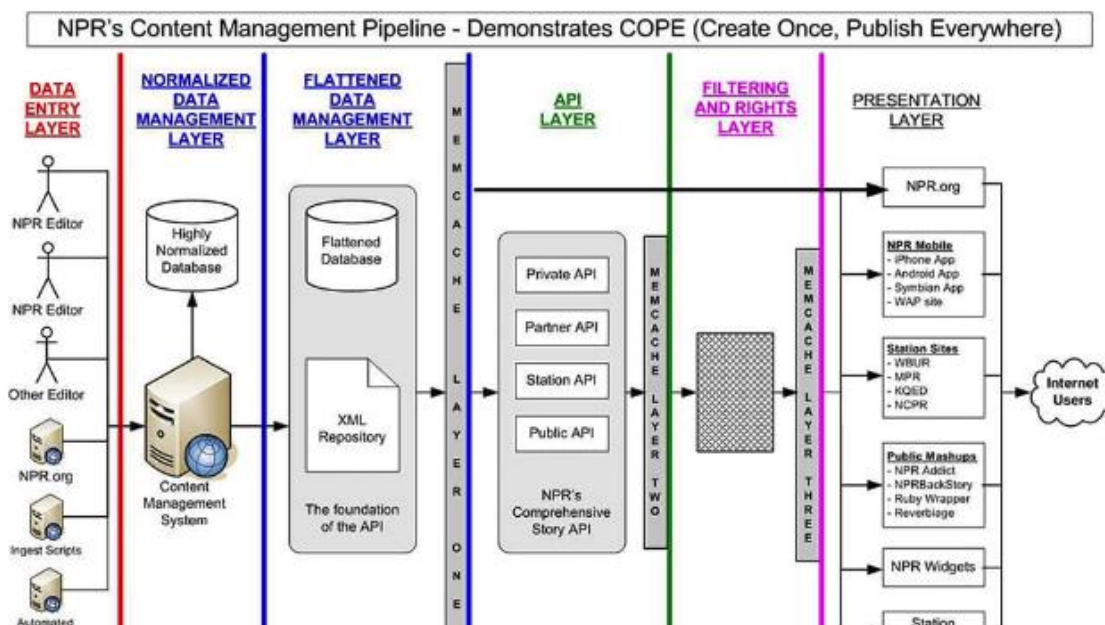 NPR's Content Management Pipeline - Demonstrates COPE (Create Once, Publish Everywhere)
DATA
ENTRY
LAYER
NPR Editor
NPR Editor
Other Editor
NPR.org
Ingest Scripts
Automated
NORMALIZED
DATA
MANAGEMENT
LAYER
Highly
Normalized
Database
Content
Management
System
FLATTENED
DATA
MANAGEMENT
LAYER
Flattened
Database
XML
Repository
The foundation
of the API
MEMCACHE LAYER ONE
API
LAYER
Private API
Partner API
Station API
Public API
NPR's
Comprehensive
Story API
MEMCACHE LAYER TWO
FILTERING
AND RIGHTS
LAYER
MEMCACHE LAYER THREE
PRESENTATION
LAYER
NPR.org
NPR Mobile
- iPhone App
- Android App
- Symbian App
- WAP site
Station Sites
- WBUR
- MPR
- KQED
- NCPR
Public Mashups
- NPR Addict
- NPRBackStory
- Ruby Wrapper
- Reverbiage
NPR Widgets
Station
Internet
Users